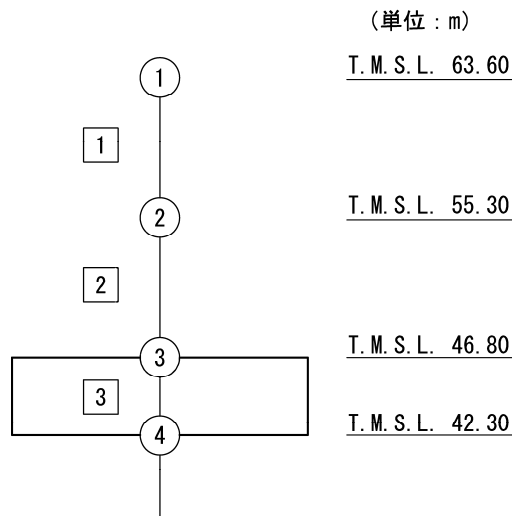 (単位：m)
① T.M.S.L. 63.60
1
② T.M.S.L. 55.30
2
③ T.M.S.L. 46.80
3
④ T.M.S.L. 42.30